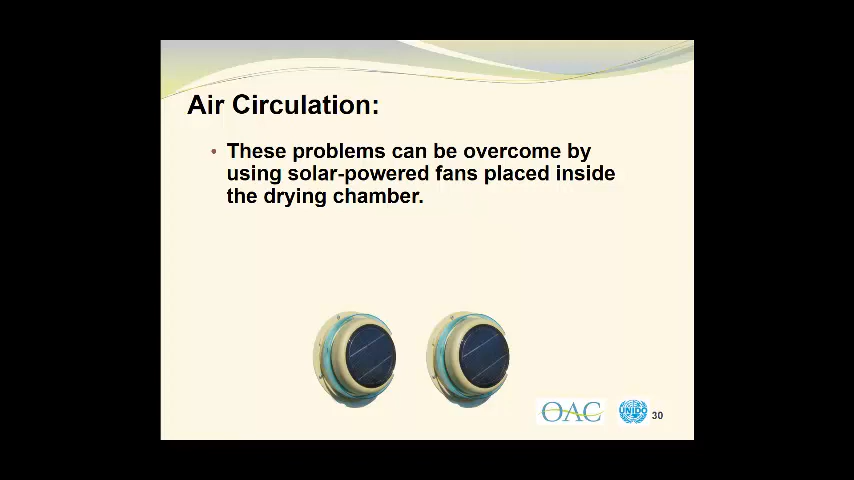 Air Circulation:
• These problems can be overcome by
using solar-powered fans placed inside
the drying chamber.
OAC
UNIDO
30